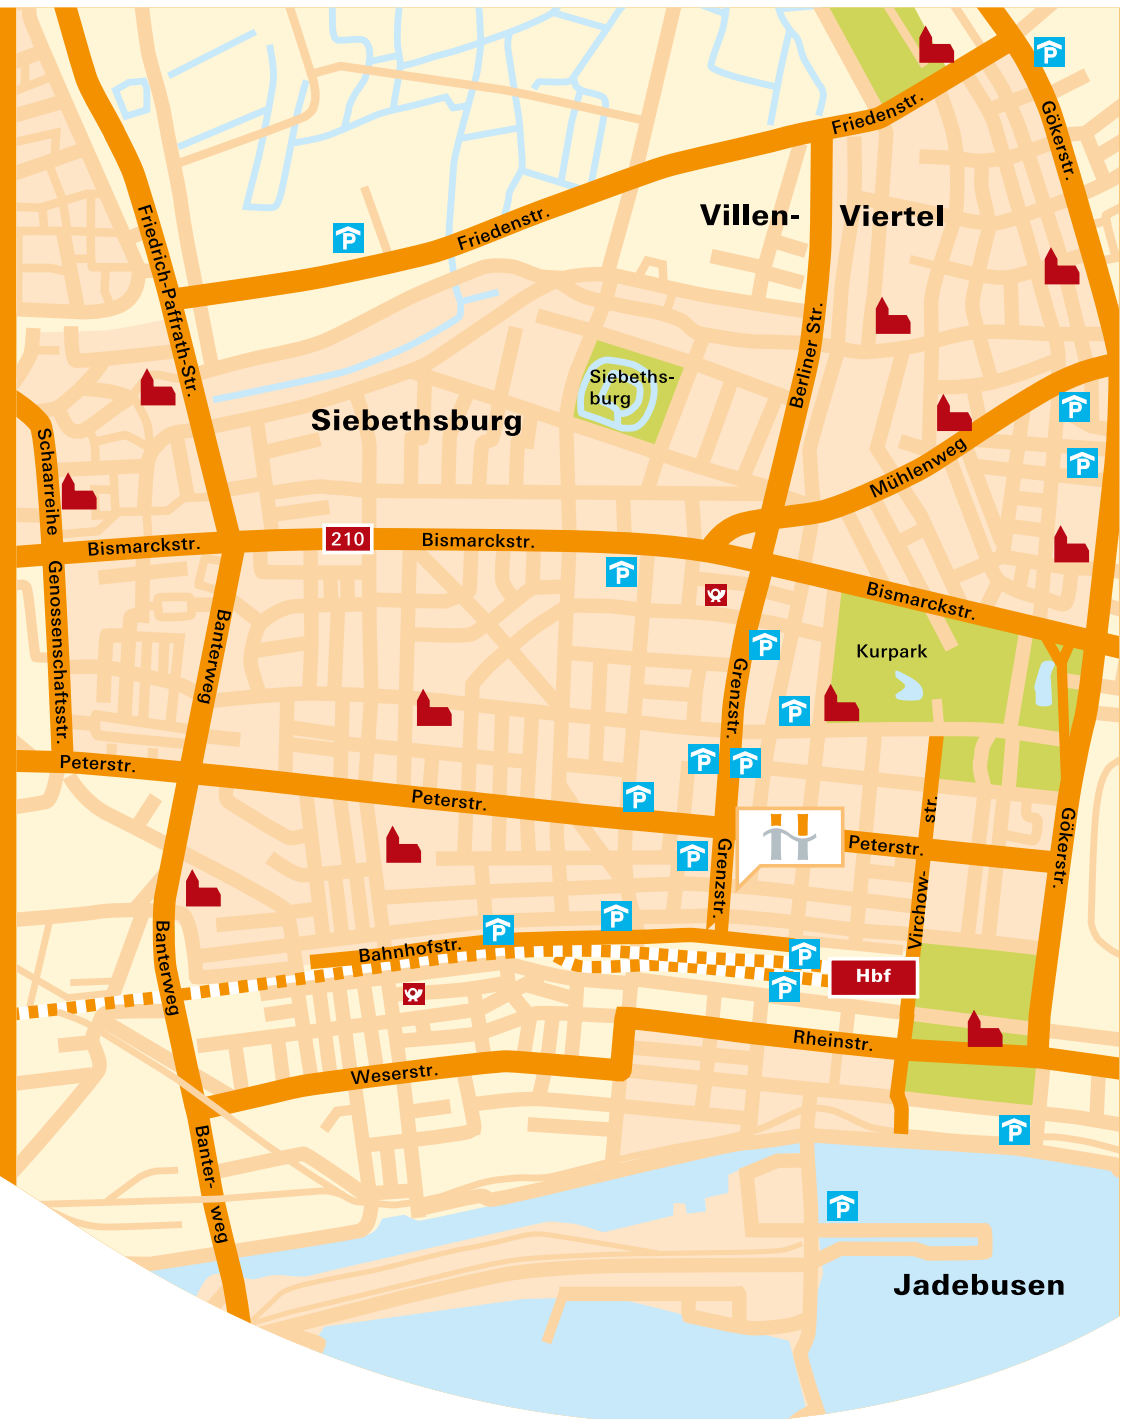 P
Friedenstr.
Gökerstr.
Villen- Viertel
Friedrich-Paffrath-Str.
P
Friedenstr.
Berliner Str.
Siebeths-
burg
Siebethsburg
P
P
Mühlenweg
Schaarreihe
Bismarckstr.
210
Bismarckstr.
P
Bismarckstr.
Genossenschaftsstr.
Banterweg
P
Kurpark
Grenzstr.
P
Peterstr.
P
P
P
Peterstr.
str.
Peterstr.
Gökerstr.
P
Grenzstr.
Virchow-
P
P
Bahnhofstr.
P
Banterweg
Hbf
P
Rheinstr.
Weserstr.
P
Banter-
weg
P
Jadebusen